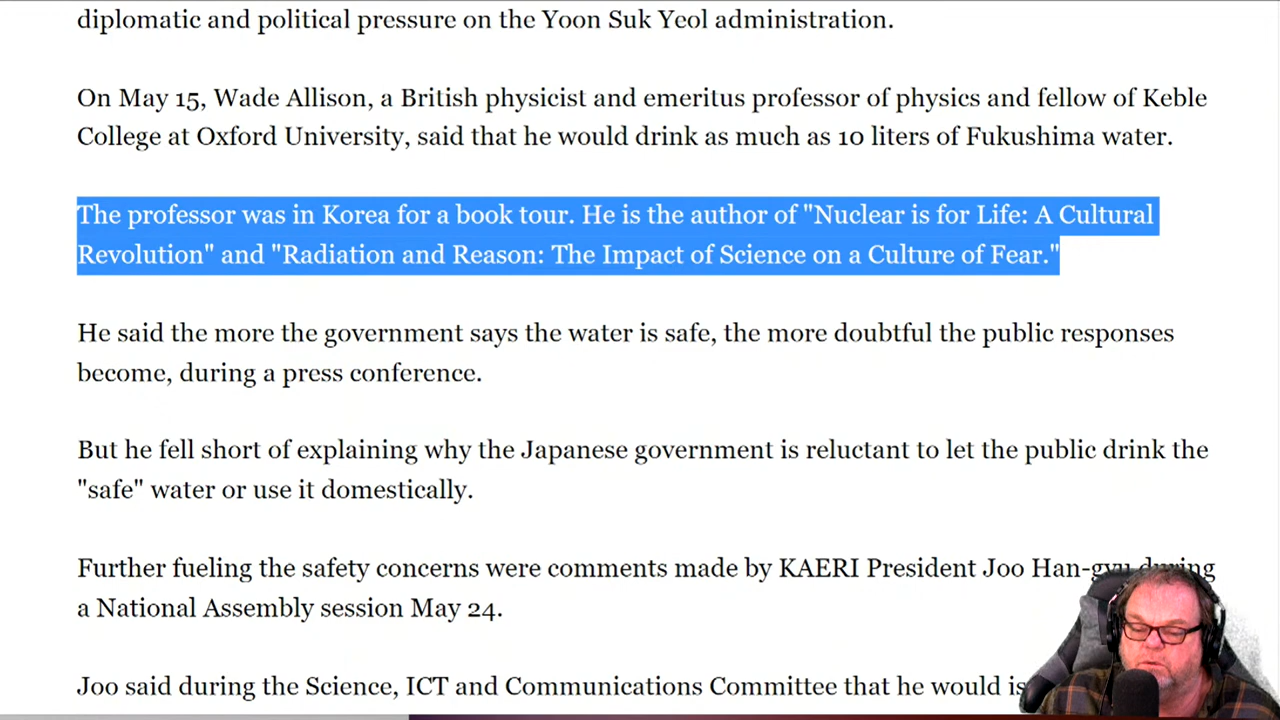 diplomatic and political pressure on the Yoon Suk Yeol administration.
On May 15, Wade Allison, a British physicist and emeritus professor of physics and fellow of Keble
College at Oxford University, said that he would drink as much as 10 liters of Fukushima water.
The professor was in Korea for a book tour. He is the author of "Nuclear is for Life: A Cultural
Revolution" and "Radiation and Reason: The Impact of Science on a Culture of Fear."
He said the more the government says the water is safe, the more doubtful the public responses
become, during a press conference.
But he fell short of explaining why the Japanese government is reluctant to let the public drink the
"safe" water or use it domestically.
Further fueling the safety concerns were comments made by KAERI President Joo Han-gyu during
a National Assembly session May 24.
Joo said during the Science, ICT and Communications Committee that he would